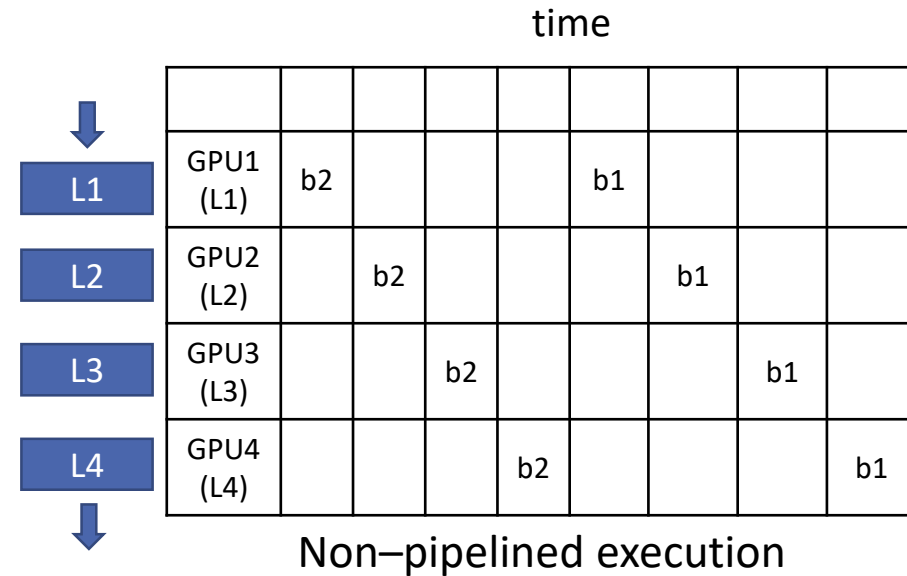 time
L1
GPU1
(L1)
b2
b1
L2
GPU2
(L2)
b2
b1
L3
GPU3
(L3)
b2
b1
L4
GPU4
(L4)
b2
b1
Non–pipelined execution